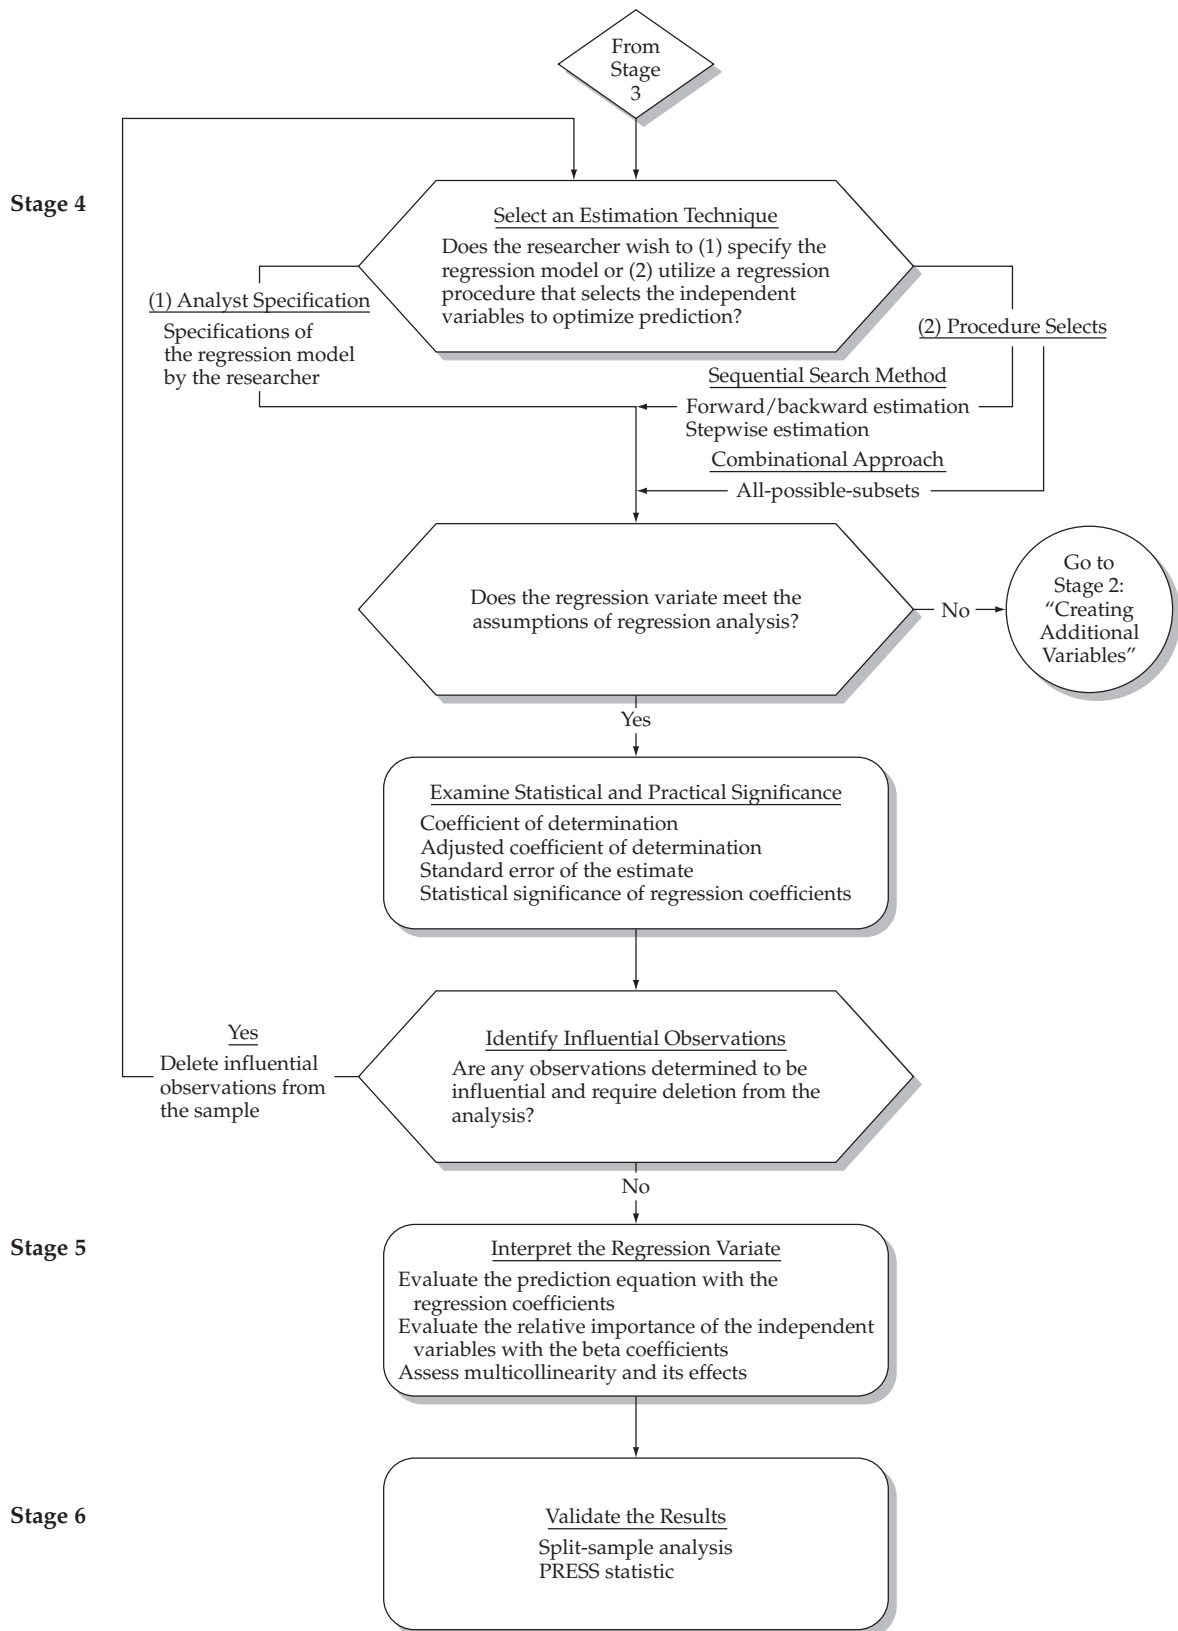 From
Stage
3
Stage 4
Select an Estimation Technique
Does the researcher wish to (1) specify the
regression model or (2) utilize a regression
procedure that selects the independent
variables to optimize prediction?
(1) Analyst Specification
Specifications of
the regression model
by the researcher
(2) Procedure Selects
Sequential Search Method
Forward/backward estimation
Stepwise estimation
Combinational Approach
All-possible-subsets
Does the regression variate meet the
assumptions of regression analysis?
No
Go to
Stage 2:
“Creating
Additional
Variables”
Yes
Examine Statistical and Practical Significance
Coefficient of determination
Adjusted coefficient of determination
Standard error of the estimate
Statistical significance of regression coefficients
Yes
Delete influential
observations from
the sample
Identify Influential Observations
Are any observations determined to be
influential and require deletion from the
analysis?
No
Stage 5
Interpret the Regression Variate
Evaluate the prediction equation with the
regression coefficients
Evaluate the relative importance of the independent
variables with the beta coefficients
Assess multicollinearity and its effects
Stage 6
Validate the Results
Split-sample analysis
PRESS statistic